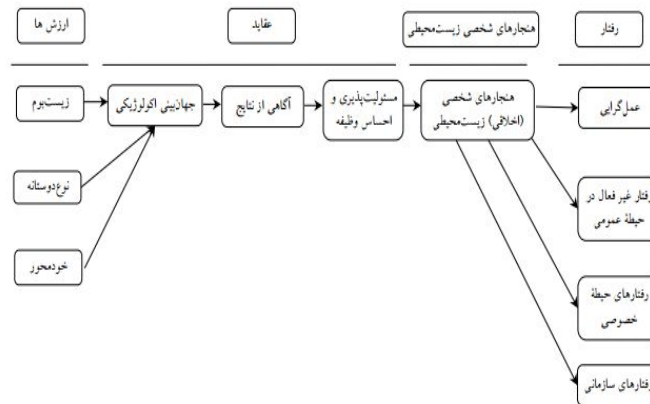 ارزش ها
عقاید
هنجارهای شخصی زیست‌محیطی
رفتار
زیست‌بوم
جهان‌بینی اکولوژیکی
آگاهی از نتایج
مسئولیت‌پذیری و
احساس وظیفه
هنجارهای شخصی
(اخلاقی) زیست‌محیطی
عمل‌گرایی
نوع‌دوستانه
رفتار غیر فعال در
حیطۀ عمومی
خودمحور
رفتارهای حیطۀ
خصوصی
رفتارهای سازمانی